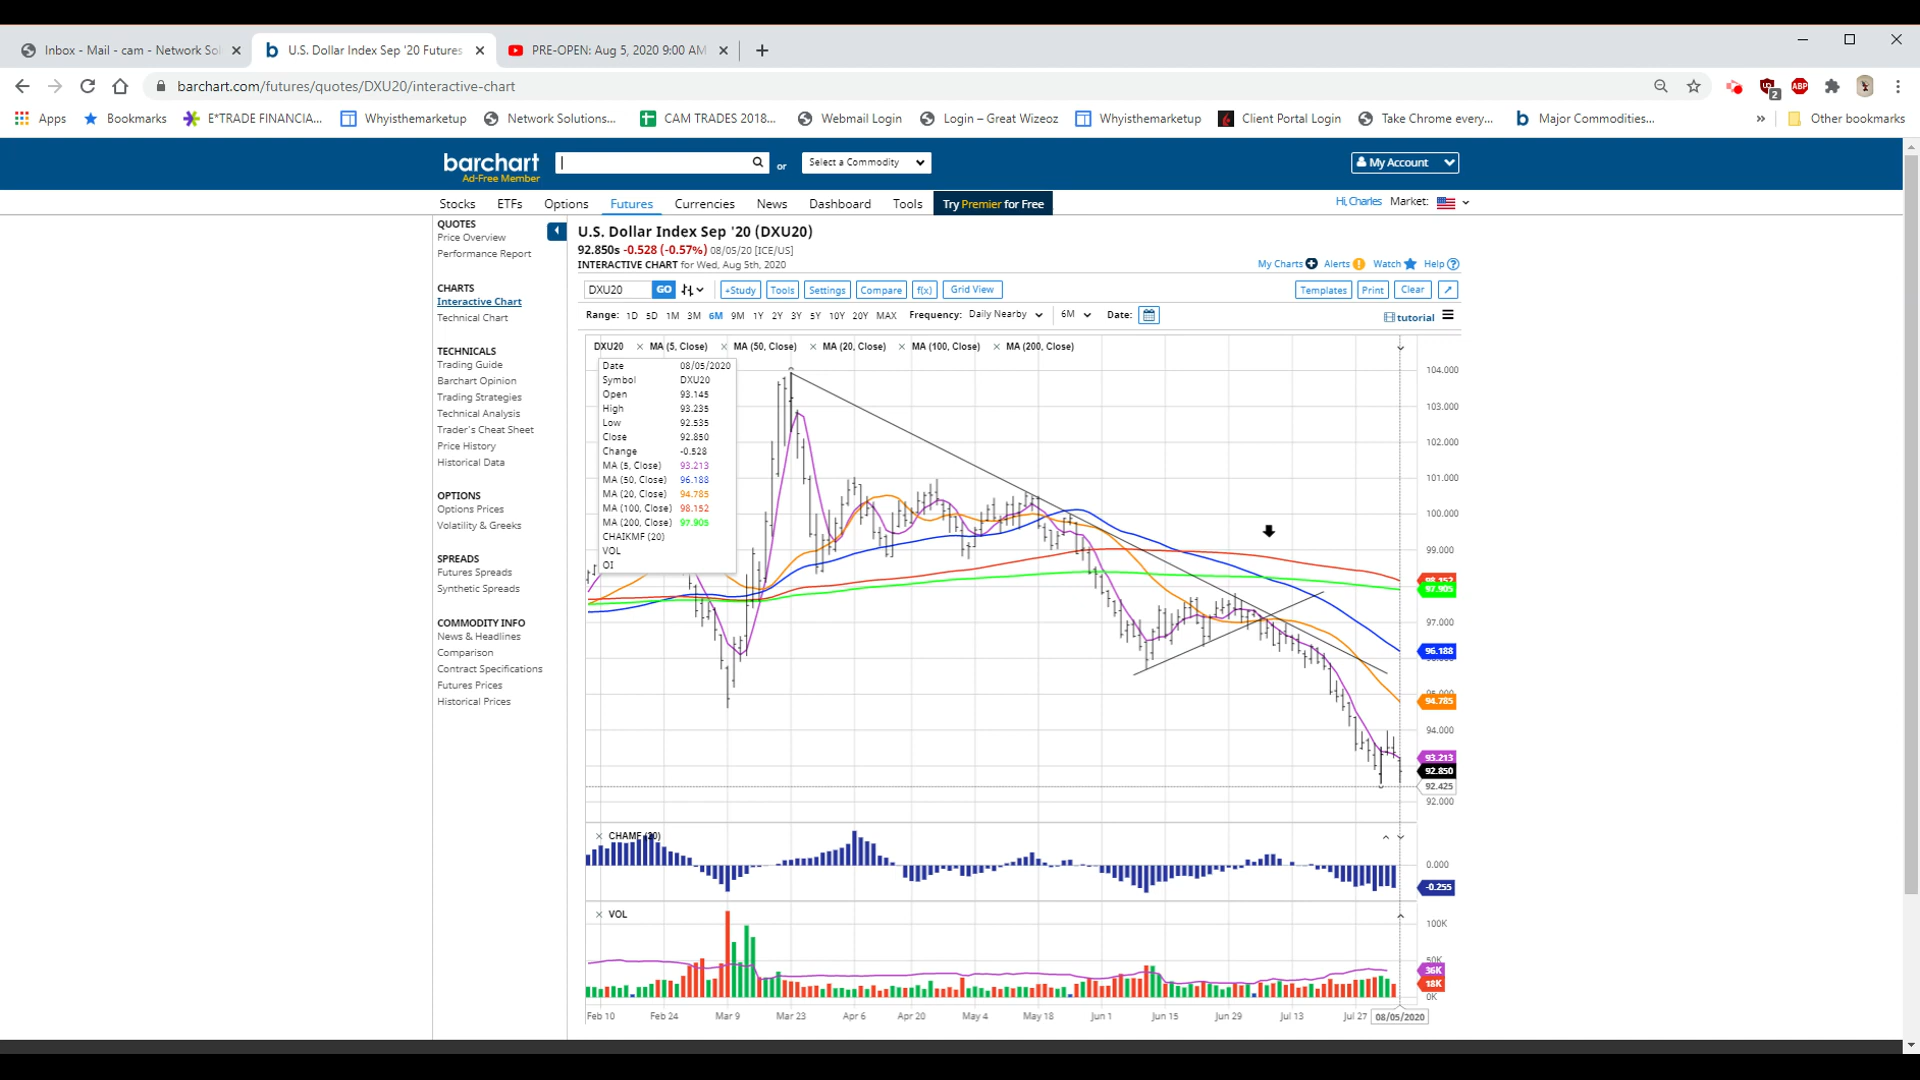 Inbox - Mail - cam - Network Sol
U.S. Dollar Index Sep '20 Futures
PRE-OPEN: Aug 5, 2020 9:00 AM
barchart.com/futures/quotes/DXU20/interactive-chart
2
ABP
Apps
Bookmarks
E*TRADE FINANCIA...
Whyisthemarketup
Network Solutions...
CAM TRADES 2018...
Webmail Login
Login – Great Wizeoz
Whyisthemarketup
Client Portal Login
Take Chrome every...
Major Commodities...
»
Other bookmarks
barchart
Ad-Free Member
or
Select a Commodity
My Account
Stocks
ETFs
Options
Futures
Currencies
News
Dashboard
Tools
Try Premier for Free
Hi, Charles
Market:
QUOTES
Price Overview
Performance Report
CHARTS
Interactive Chart
Technical Chart
TECHNICALS
Trading Guide
Barchart Opinion
Trading Strategies
Technical Analysis
Trader's Cheat Sheet
Price History
Historical Data
OPTIONS
Options Prices
Volatility & Greeks
SPREADS
Futures Spreads
Synthetic Spreads
COMMODITY INFO
News & Headlines
Comparison
Contract Specifications
Futures Prices
Historical Prices
U.S. Dollar Index Sep '20 (DXU20)
92.850s -0.528 (-0.57%) 08/05/20 [ICE/US]
INTERACTIVE CHART for Wed, Aug 5th, 2020
My Charts
Alerts
Watch
Help
DXU20
GO
+Study
Tools
Settings
Compare
f(x)
Grid View
Templates
Print
Clear
Range: 1D 5D 1M 3M 6M 9M 1Y 2Y 3Y 5Y 10Y 20Y MAX
Frequency: Daily Nearby
6M
Date:
tutorial
DXU20
MA (5, Close)
MA (50, Close)
MA (20, Close)
MA (100, Close)
MA (200, Close)
Date 08/05/2020
Symbol DXU20
Open 93.145
High 93.235
Low 92.535
Close 92.850
Change -0.528
MA (5, Close) 93.213
MA (50, Close) 96.188
MA (20, Close) 94.785
MA (100, Close) 98.152
MA (200, Close) 97.905
CHAIKMF (20)
VOL
OI
104.000
103.000
102.000
101.000
100.000
99.000
98.152
97.905
97.000
96.188
95.000
94.785
94.000
93.213
92.850
92.425
92.000
CHAMF (20)
0.000
-0.255
VOL
100K
50K
36K
18K
0K
Feb 10
Feb 24
Mar 9
Mar 23
Apr 6
Apr 20
May 4
May 18
Jun 1
Jun 15
Jun 29
Jul 13
Jul 27
08/05/2020